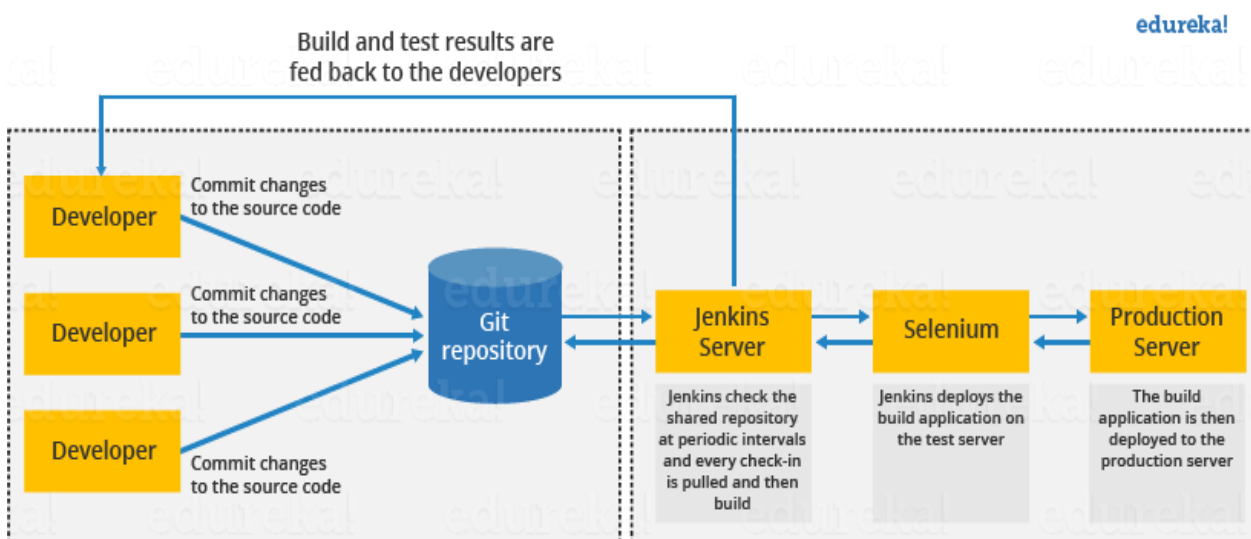 edureka!
Build and test results are
fed back to the developers
Developer
Commit changes
to the source code
Developer
Commit changes
to the source code
Developer
Commit changes
to the source code
Git
repository
Jenkins
Server
Jenkins check the
shared repository
at periodic intervals
and every check-in
is pulled and then
build
Selenium
Jenkins deploys the
build application on
the test server
Production
Server
The build
application is then
deployed to the
production server